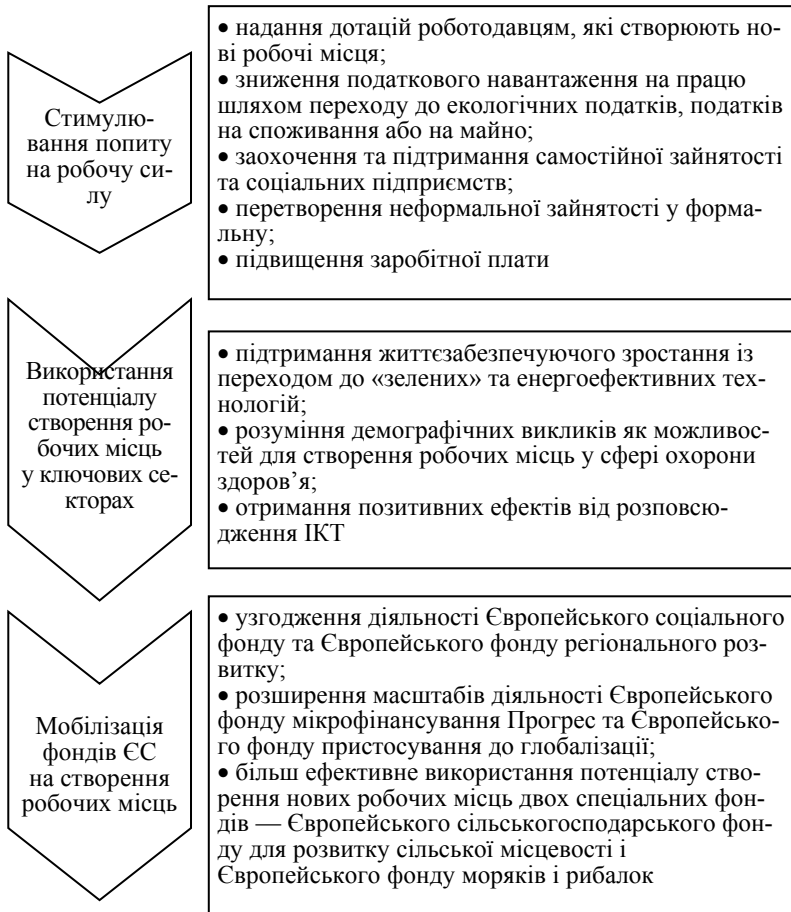 Стимулю-
вання попиту
на робочу си-
лу
• надання дотацій роботодавцям, які створюють но-
ві робочі місця;
• зниження податкового навантаження на працю
шляхом переходу до екологічних податків, податків
на споживання або на майно;
• заохочення та підтримання самостійної зайнятості
та соціальних підприємств;
• перетворення неформальної зайнятості у форма-
льну;
• підвищення заробітної плати
Використання
потенціалу
створення ро-
бочих місць
у ключових се-
кторах
• підтримання життєзабезпечуючого зростання із
переходом до «зелених» та енергоефективних тех-
нологій;
• розуміння демографічних викликів як можливос-
тей для створення робочих місць у сфері охорони
здоров’я;
• отримання позитивних ефектів від розповсю-
дження ІКТ
Мобілізація
фондів ЄС
на створення
робочих місць
• узгодження діяльності Європейського соціального
фонду та Європейського фонду регіонального роз-
витку;
• розширення масштабів діяльності Європейського
фонду мікрофінансування Прогрес та Європейсько-
го фонду пристосування до глобалізації;
• більш ефективне використання потенціалу ство-
рення нових робочих місць двох спеціальних фон-
дів — Європейського сільськогосподарського фон-
ду для розвитку сільської місцевості і
Європейського фонду моряків і рибалок